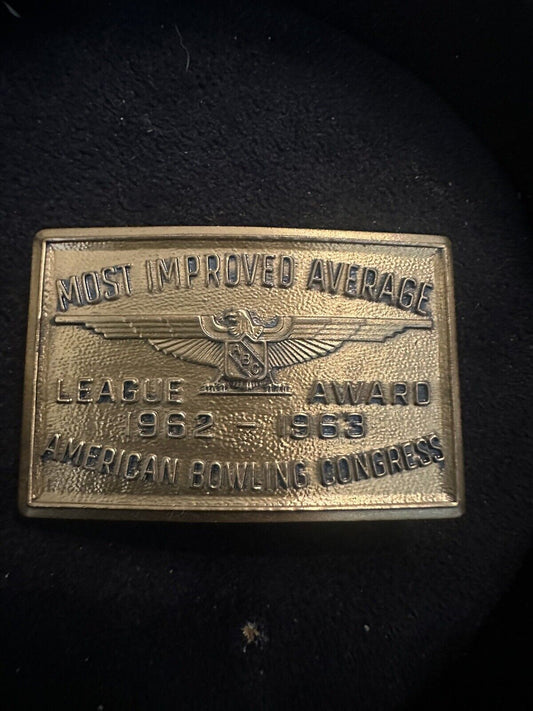 MOST IMPROVED AVERAGE
ABC
LEAGUE AWARD
1962 - 1963
AMERICAN BOWLING CONGRESS